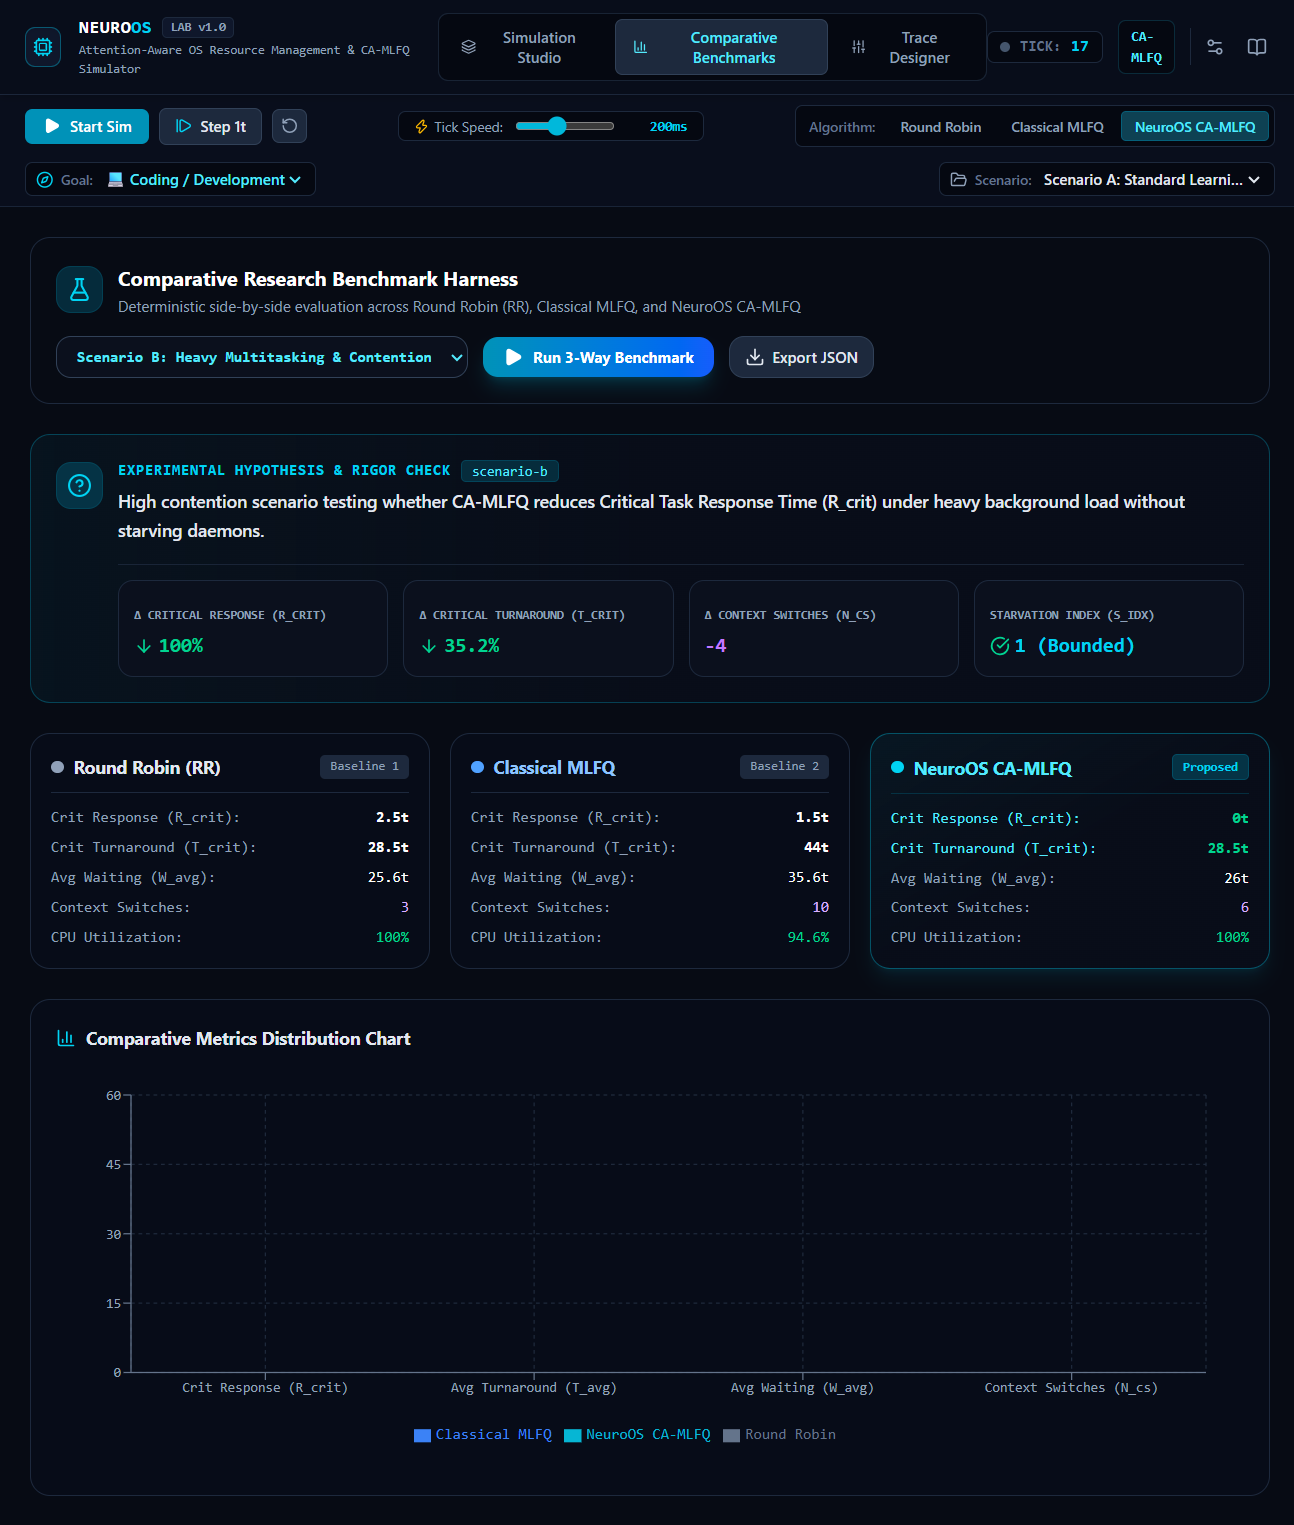 NEUROOS LAB v1.0
Attention-Aware OS Resource Management & CA-MLFQ
Simulator
Simulation
Studio
Comparative
Benchmarks
Trace
Designer
TICK: 17
CA-
MLFQ
Start Sim
Step 1t
Tick Speed: 200ms
Algorithm: Round Robin Classical MLFQ NeuroOS CA-MLFQ
Goal: 💻 Coding / Development
Scenario: Scenario A: Standard Learni...
Comparative Research Benchmark Harness
Deterministic side-by-side evaluation across Round Robin (RR), Classical MLFQ, and NeuroOS CA-MLFQ
Scenario B: Heavy Multitasking & Contention
Run 3-Way Benchmark
Export JSON
EXPERIMENTAL HYPOTHESIS & RIGOR CHECK scenario-b
High contention scenario testing whether CA-MLFQ reduces Critical Task Response Time (R_crit) under heavy background load without
starving daemons.
Δ CRITICAL RESPONSE (R_CRIT)
↓ 100%
Δ CRITICAL TURNAROUND (T_CRIT)
↓ 35.2%
Δ CONTEXT SWITCHES (N_CS)
-4
STARVATION INDEX (S_IDX)
1 (Bounded)
Round Robin (RR) Baseline 1
Crit Response (R_crit): 2.5t
Crit Turnaround (T_crit): 28.5t
Avg Waiting (W_avg): 25.6t
Context Switches: 3
CPU Utilization: 100%
Classical MLFQ Baseline 2
Crit Response (R_crit): 1.5t
Crit Turnaround (T_crit): 44t
Avg Waiting (W_avg): 35.6t
Context Switches: 10
CPU Utilization: 94.6%
NeuroOS CA-MLFQ Proposed
Crit Response (R_crit): 0t
Crit Turnaround (T_crit): 28.5t
Avg Waiting (W_avg): 26t
Context Switches: 6
CPU Utilization: 100%
Comparative Metrics Distribution Chart
60
45
30
15
0
Crit Response (R_crit) Avg Turnaround (T_avg) Avg Waiting (W_avg) Context Switches (N_cs)
Classical MLFQ NeuroOS CA-MLFQ Round Robin